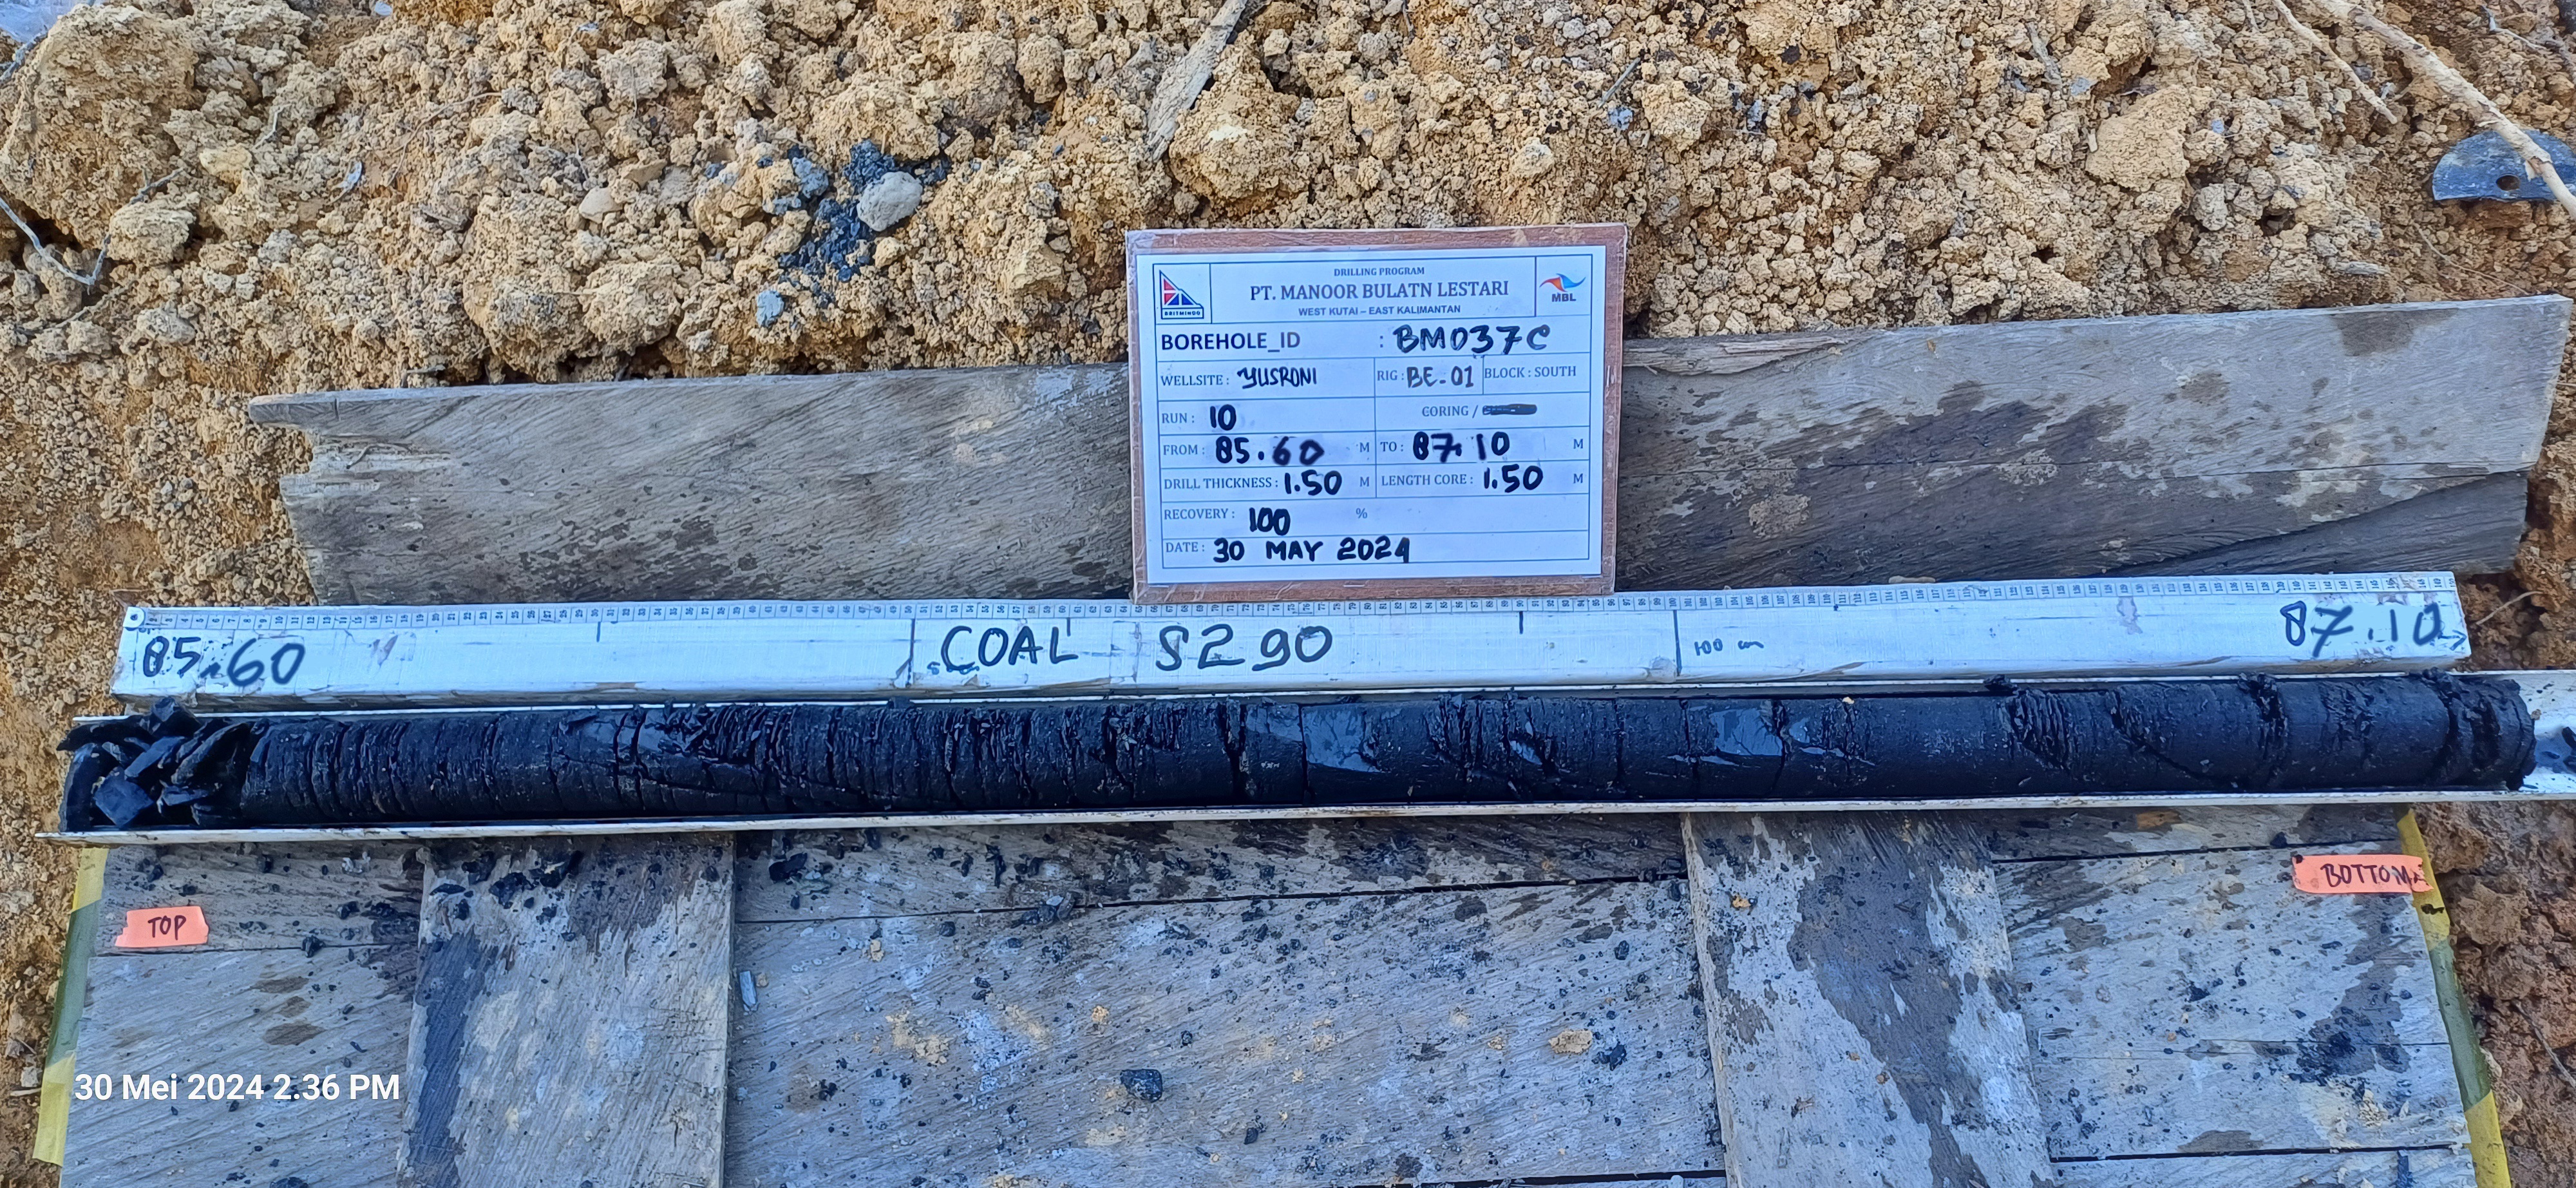 DRILLING PROGRAM
PT. MANOOR BULATN LESTARI
WEST KUTAI – EAST KALIMANTAN
BRITMINDO
MBL
BOREHOLE_ID : BM037C
WELLSITE : YUSRONI RIG : BE-01 BLOCK : SOUTH
RUN : 10 CORING /
FROM : 85.60 M TO : 87.10 M
DRILL THICKNESS : 1.50 M LENGTH CORE : 1.50 M
RECOVERY : 100 %
DATE : 30 MAY 2024
85.60 COAL S290 100 cm 87.10
TOP
BOTTOM
30 Mei 2024 2.36 PM